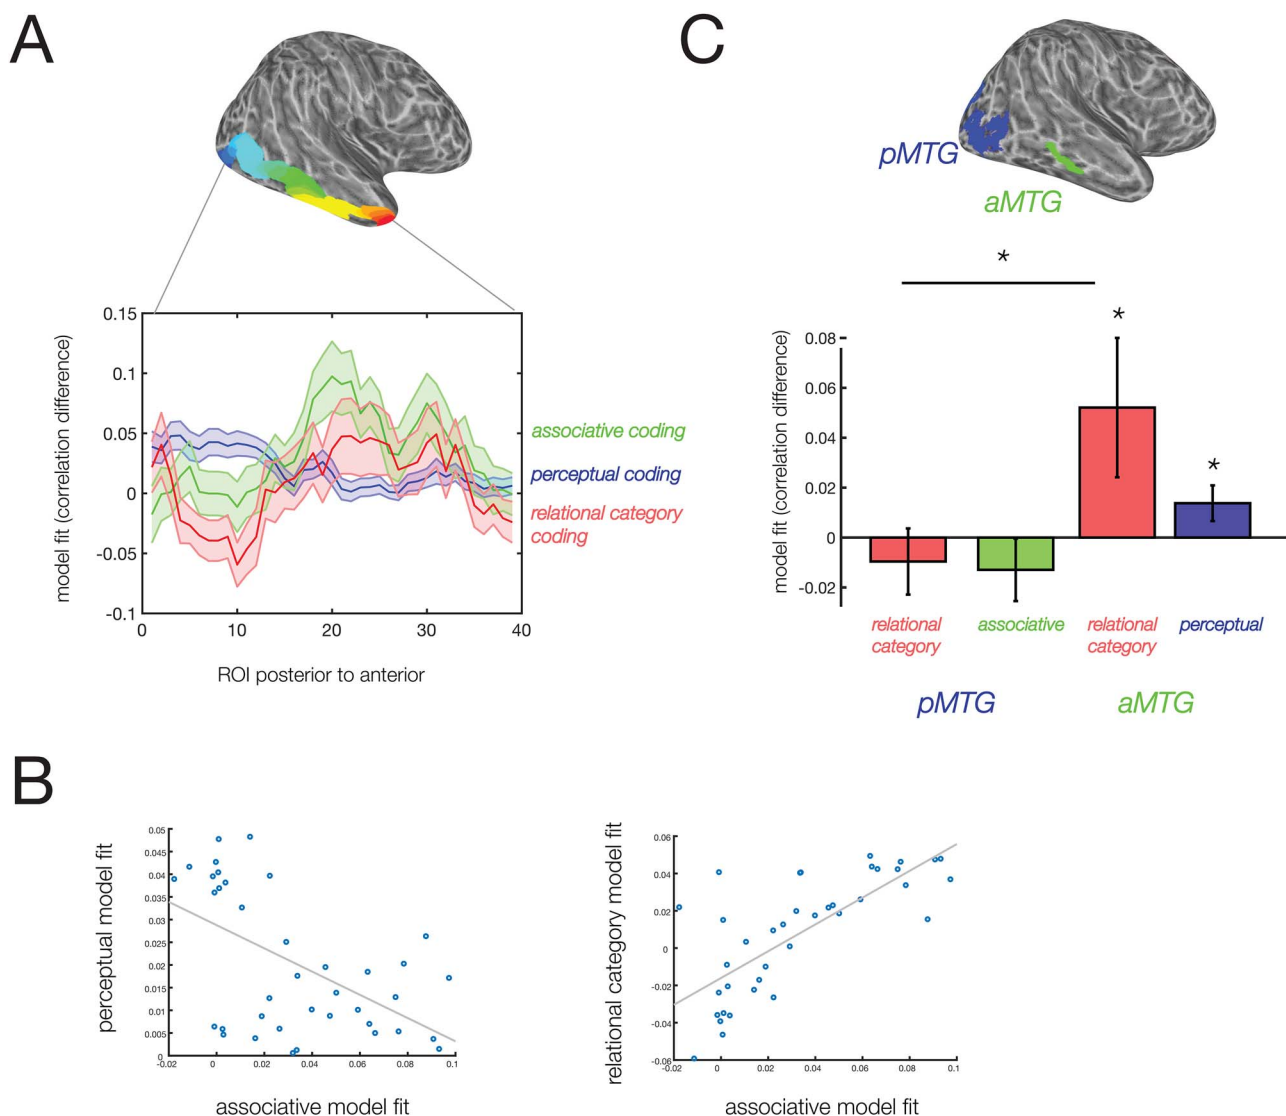 A
0.15
0.1
0.05
0
-0.05
-0.1
model fit (correlation difference)
0 10 20 30 40
ROI posterior to anterior
associative coding
perceptual coding
relational category
coding
C
pMTG
aMTG
*
*
*
0.08
0.06
0.04
0.02
0
-0.02
model fit (correlation difference)
relational
category
associative
relational
category
perceptual
pMTG
aMTG
B
0.05
0.045
0.04
0.035
0.03
0.025
0.02
0.015
0.01
0.005
0
perceptual model fit
-0.02 0 0.02 0.04 0.06 0.08 0.1
associative model fit
0.06
0.04
0.02
0
-0.02
-0.04
-0.06
relational category model fit
-0.02 0 0.02 0.04 0.06 0.08 0.1
associative model fit